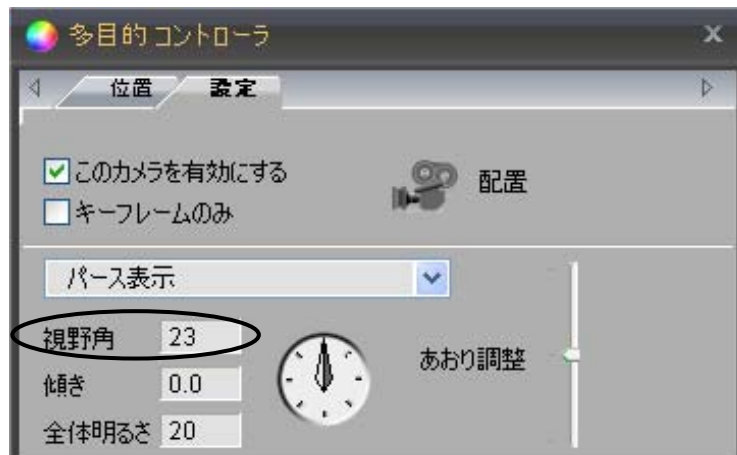 多目的コントローラ x
位置 設定
このカメラを有効にする
配置
キーフレームのみ
パース表示
視野角 23
あおり調整
傾き 0.0
全体明るさ 20